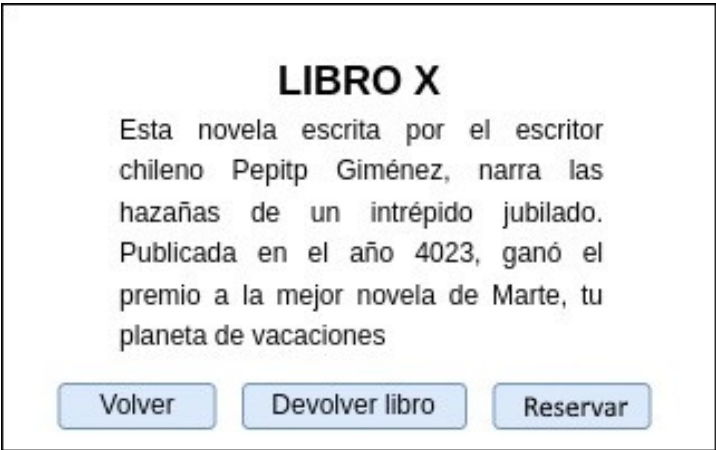 LIBRO X
Esta novela escrita por el escritor
chileno Pepitp Giménez, narra las
hazañas de un intrépido jubilado.
Publicada en el año 4023, ganó el
premio a la mejor novela de Marte, tu
planeta de vacaciones
Volver
Devolver libro
Reservar